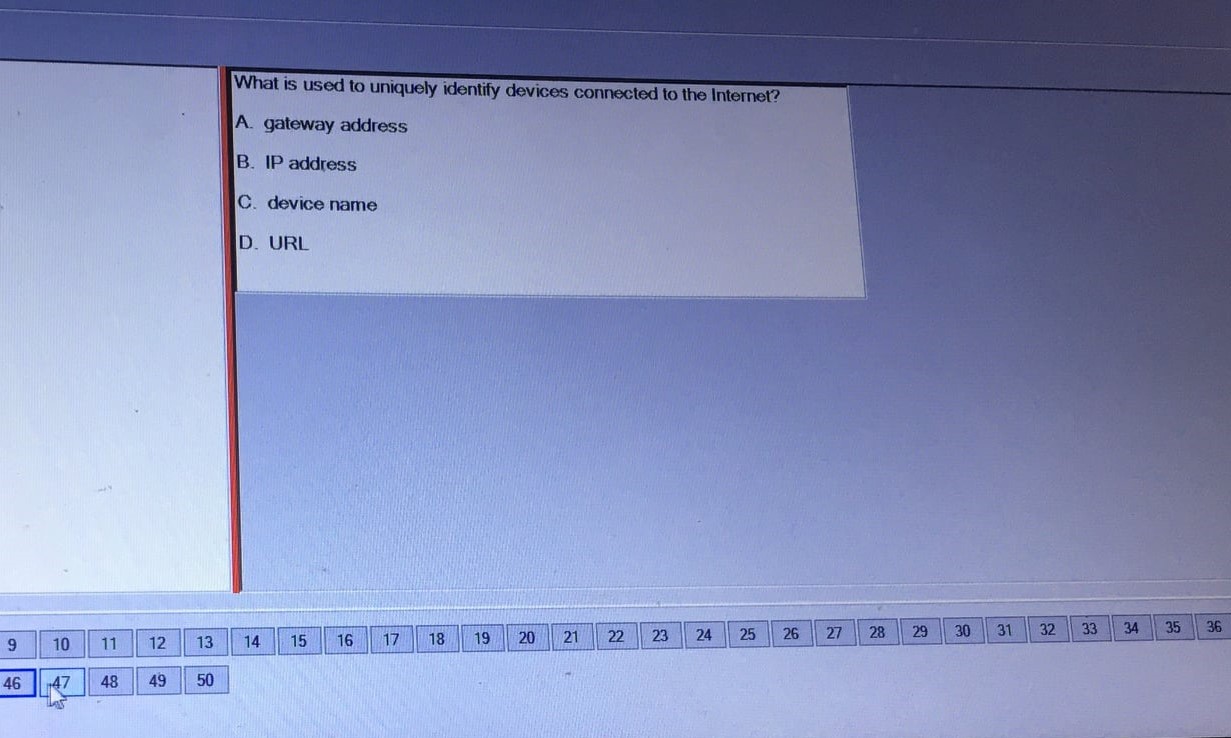 What is used to uniquely identify devices connected to the Internet?
A. gateway address
B. IP address
C. device name
D. URL
9 10 11 12 13 14 15 16 17 18 19 20 21 22 23 24 25 26 27 28 29 30 31 32 33 34 35 36
46 47 48 49 50